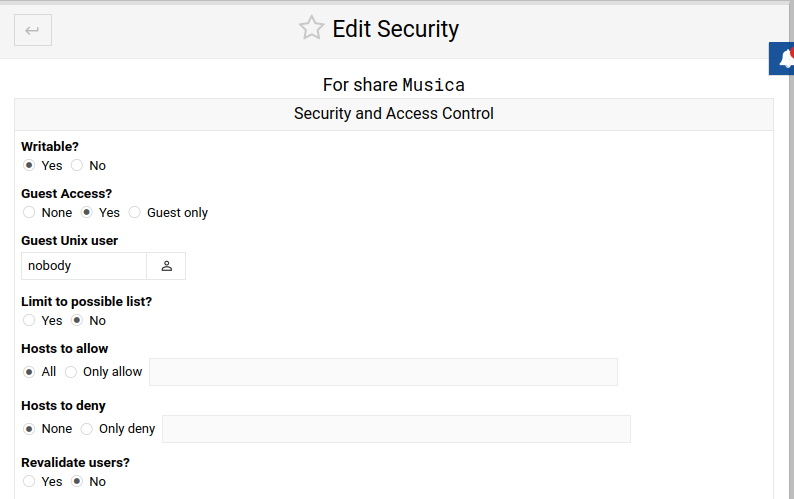 Edit Security
For share Musica
Security and Access Control
Writable?
Yes No
Guest Access?
None Yes Guest only
Guest Unix user
nobody
Limit to possible list?
Yes No
Hosts to allow
All Only allow
Hosts to deny
None Only deny
Revalidate users?
Yes No